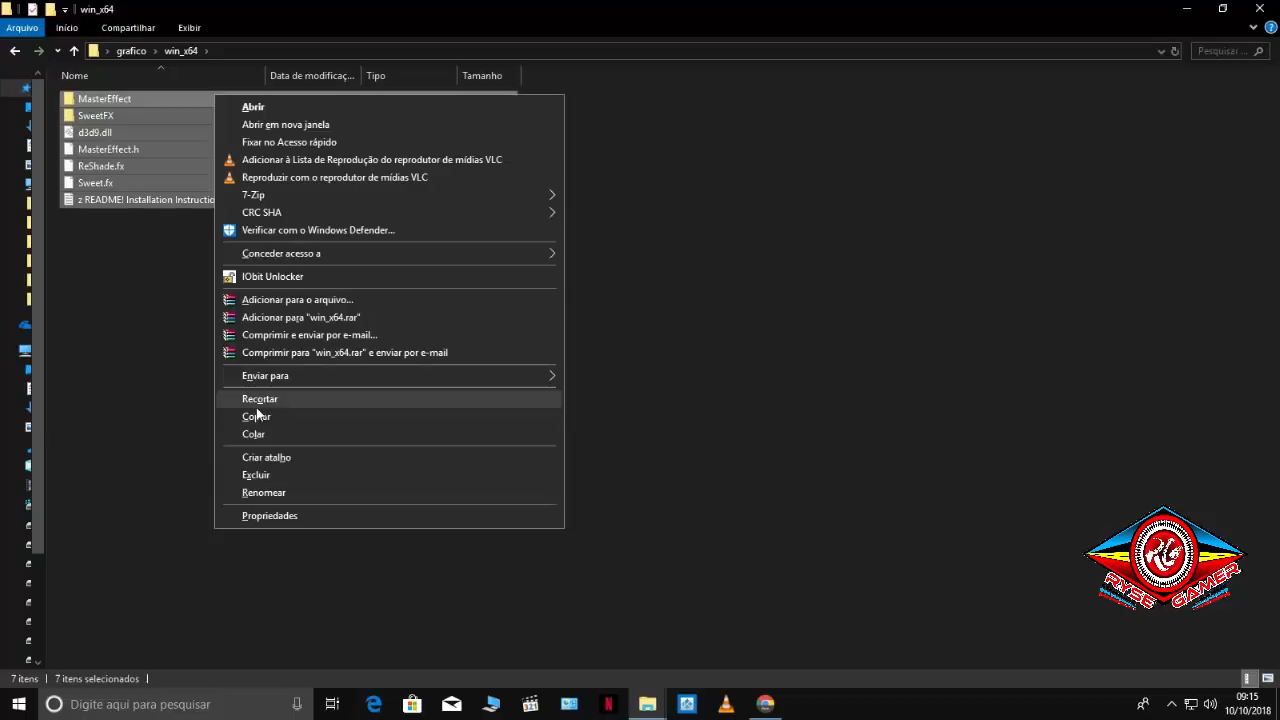 win_x64
Arquivo
Início
Compartilhar
Exibir
grafico
win_x64
Pesquisar ...
Nome
Data de modificaç...
Tipo
Tamanho
MasterEffect
SweetFX
d3d9.dll
MasterEffect.h
ReShade.fx
Sweet.fx
z README! Installation Instructio
Abrir
Abrir em nova janela
Fixar no Acesso rápido
Adicionar à Lista de Reprodução do reprodutor de mídias VLC
Reproduzir com o reprodutor de mídias VLC
7-Zip
CRC SHA
Verificar com o Windows Defender...
Conceder acesso a
IObit Unlocker
Adicionar para o arquivo...
Adicionar para "win_x64.rar"
Comprimir e enviar por e-mail...
Comprimir para "win_x64.rar" e enviar por e-mail
Enviar para
Recortar
Copiar
Colar
Criar atalho
Excluir
Renomear
Propriedades
RG
RYSE GAMER
7 itens
7 itens selecionados
Digite aqui para pesquisar
N
09:15
10/10/2018